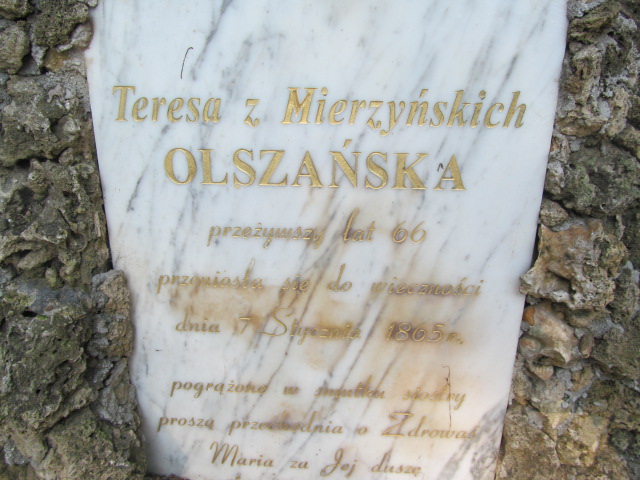 Teresa z Mierzyńskich
OLSZAŃSKA
przeżywszy lat 66
przeniosła się do wieczności
dnia 7 Stycznia 1865 r.
pogrążone w smutku siostry
proszą przechodnia o Zdrowaś
Maria za Jej duszę